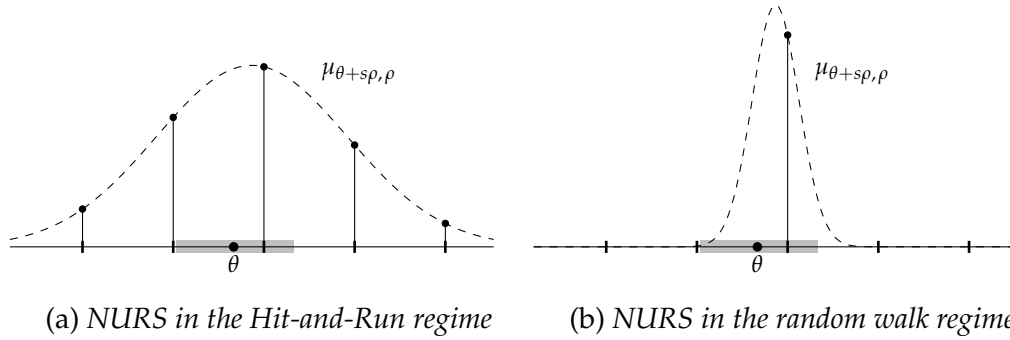 μ_{θ+sρ,ρ}
μ_{θ+sρ,ρ}
θ
θ
(a) NURS in the Hit-and-Run regime
(b) NURS in the random walk regime